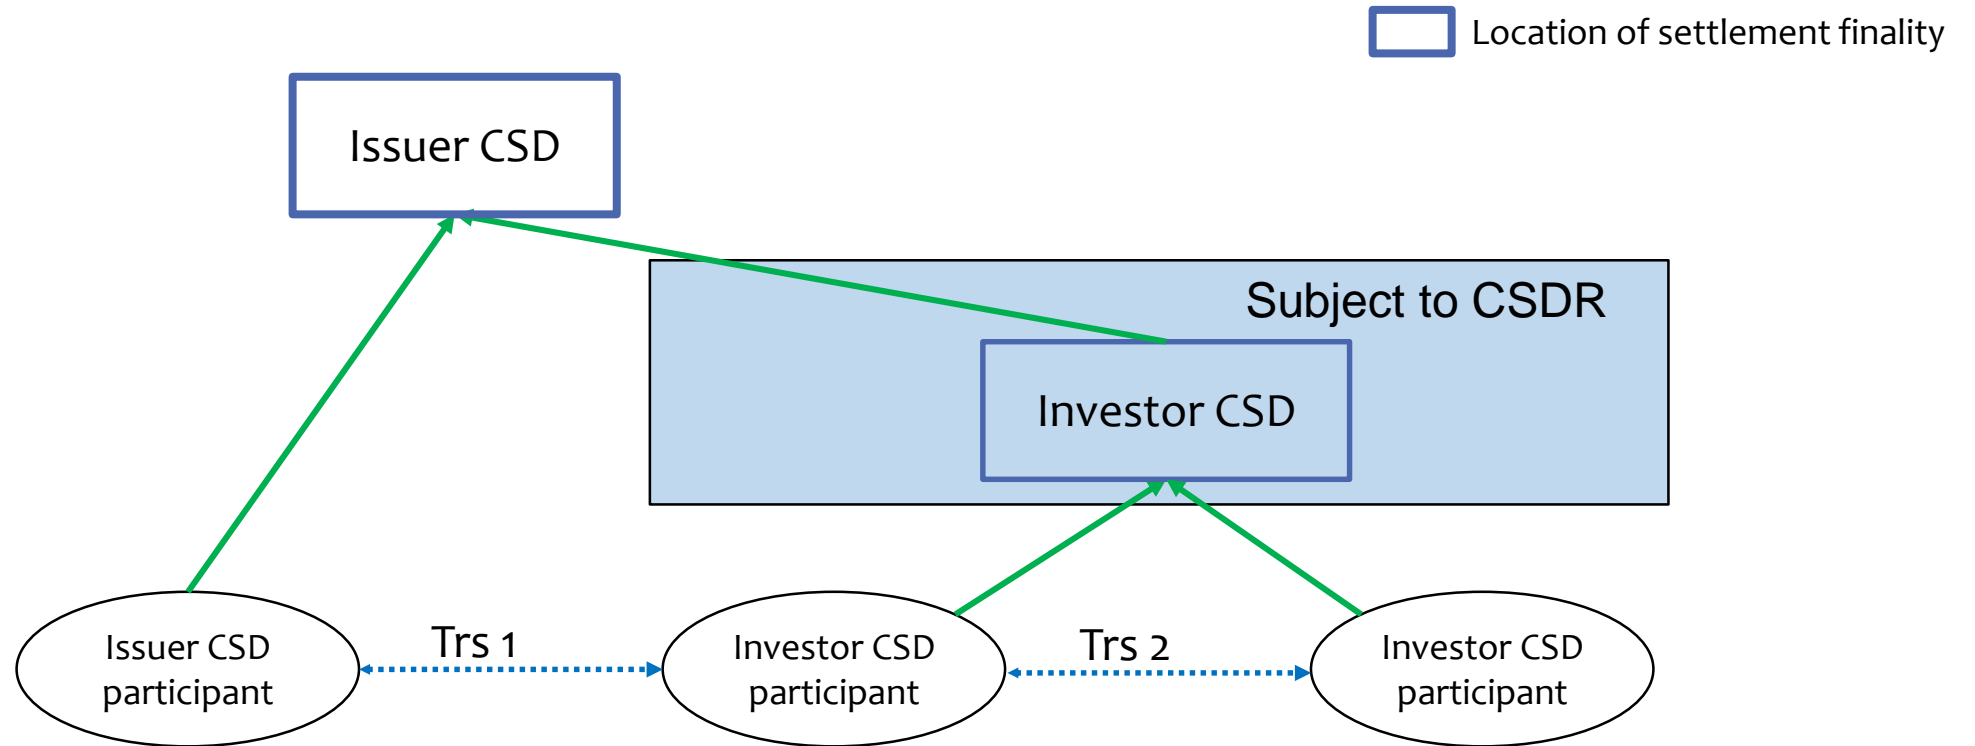 Location of settlement finality
Issuer CSD
Subject to CSDR
Investor CSD
Issuer CSD
participant
Trs 1
Investor CSD
participant
Trs 2
Investor CSD
participant